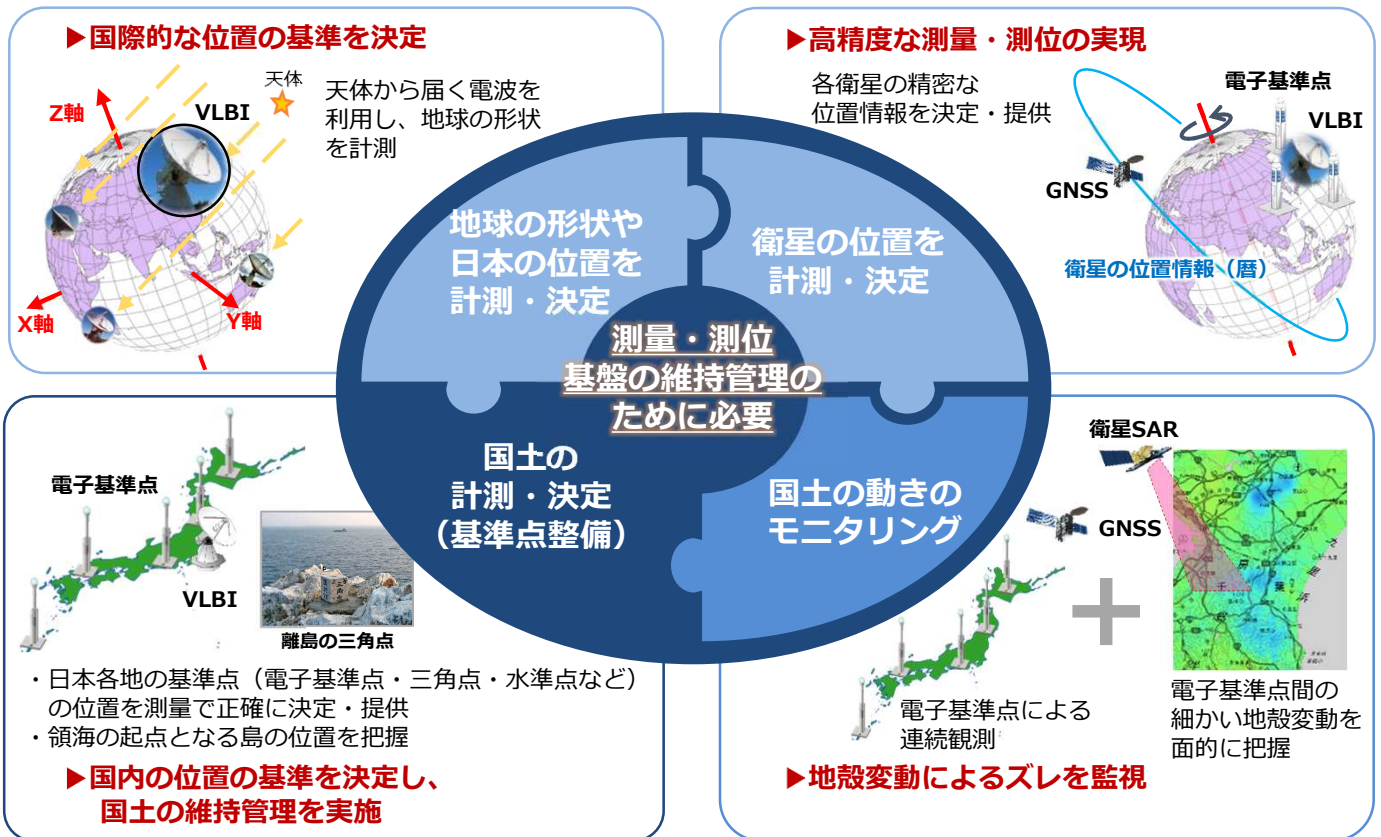 ▶国際的な位置の基準を決定
天体
Z軸
VLBI
天体から届く電波を
利用し、地球の形状
を計測
X軸
Y軸
▶高精度な測量・測位の実現
各衛星の精密な
位置情報を決定・提供
電子基準点
VLBI
GNSS
衛星の位置情報（暦）
地球の形状や
日本の位置を
計測・決定
衛星の位置を
計測・決定
測量・測位
基盤の維持管理の
ために必要
国土の
計測・決定
（基準点整備）
国土の動きの
モニタリング
電子基準点
VLBI
離島の三角点
・日本各地の基準点（電子基準点・三角点・水準点など）
の位置を測量で正確に決定・提供
・領海の起点となる島の位置を把握
▶国内の位置の基準を決定し、
国土の維持管理を実施
衛星SAR
GNSS
千
葉
電子基準点による
連続観測
電子基準点間の
細かい地殻変動を
面的に把握
▶地殻変動によるズレを監視